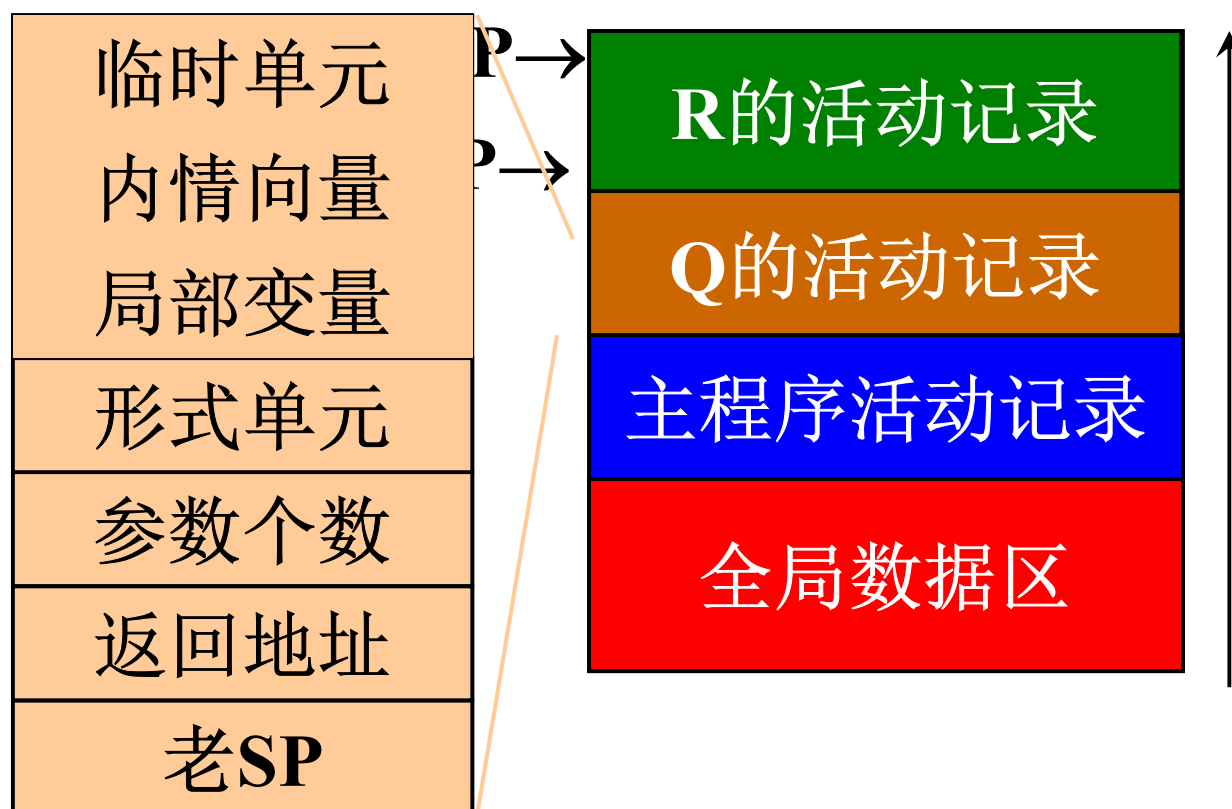 临时单元
内情向量
局部变量
形式单元
参数个数
返回地址
老SP
P→
P→
R的活动记录
Q的活动记录
主程序活动记录
全局数据区